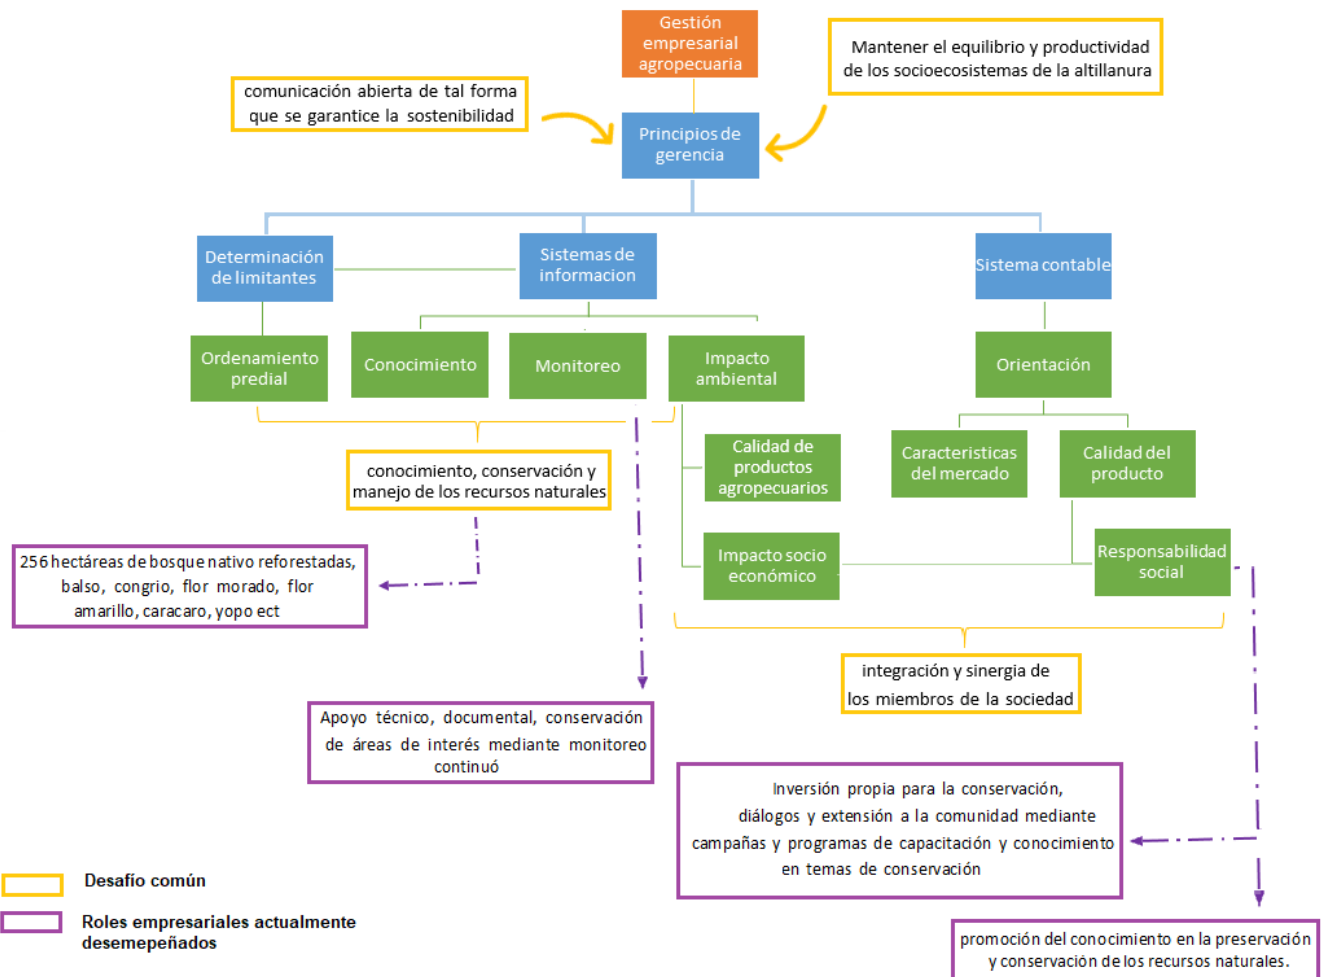 Gestión
empresarial
agropecuaria
Mantener el equilibrio y productividad
de los socioecosistemas de la altillanura
comunicación abierta de tal forma
que se garantice la sostenibilidad
Principios de
gerencia
Determinación
de limitantes
Sistemas de
informacion
Sistema contable
Ordenamiento
predial
Conocimiento
Monitoreo
Impacto
ambiental
Orientación
Calidad de
productos
agropecuarios
Caracteristicas
del mercado
Calidad del
producto
conocimiento, conservación y
manejo de los recursos naturales
Impacto socio
económico
Responsabilidad
social
256 hectáreas de bosque nativo reforestadas,
balso, congrio, flor morado, flor
amarillo, caracaro, yopo ect
integración y sinergia de
los miembros de la sociedad
Apoyo técnico, documental, conservación
de áreas de interés mediante monitoreo
continuó
Inversión propia para la conservación,
diálogos y extensión a la comunidad mediante
campañas y programas de capacitación y conocimiento
en temas de conservación
Desafío común
Roles empresariales actualmente
desemepeñados
promoción del conocimiento en la preservación
y conservación de los recursos naturales.